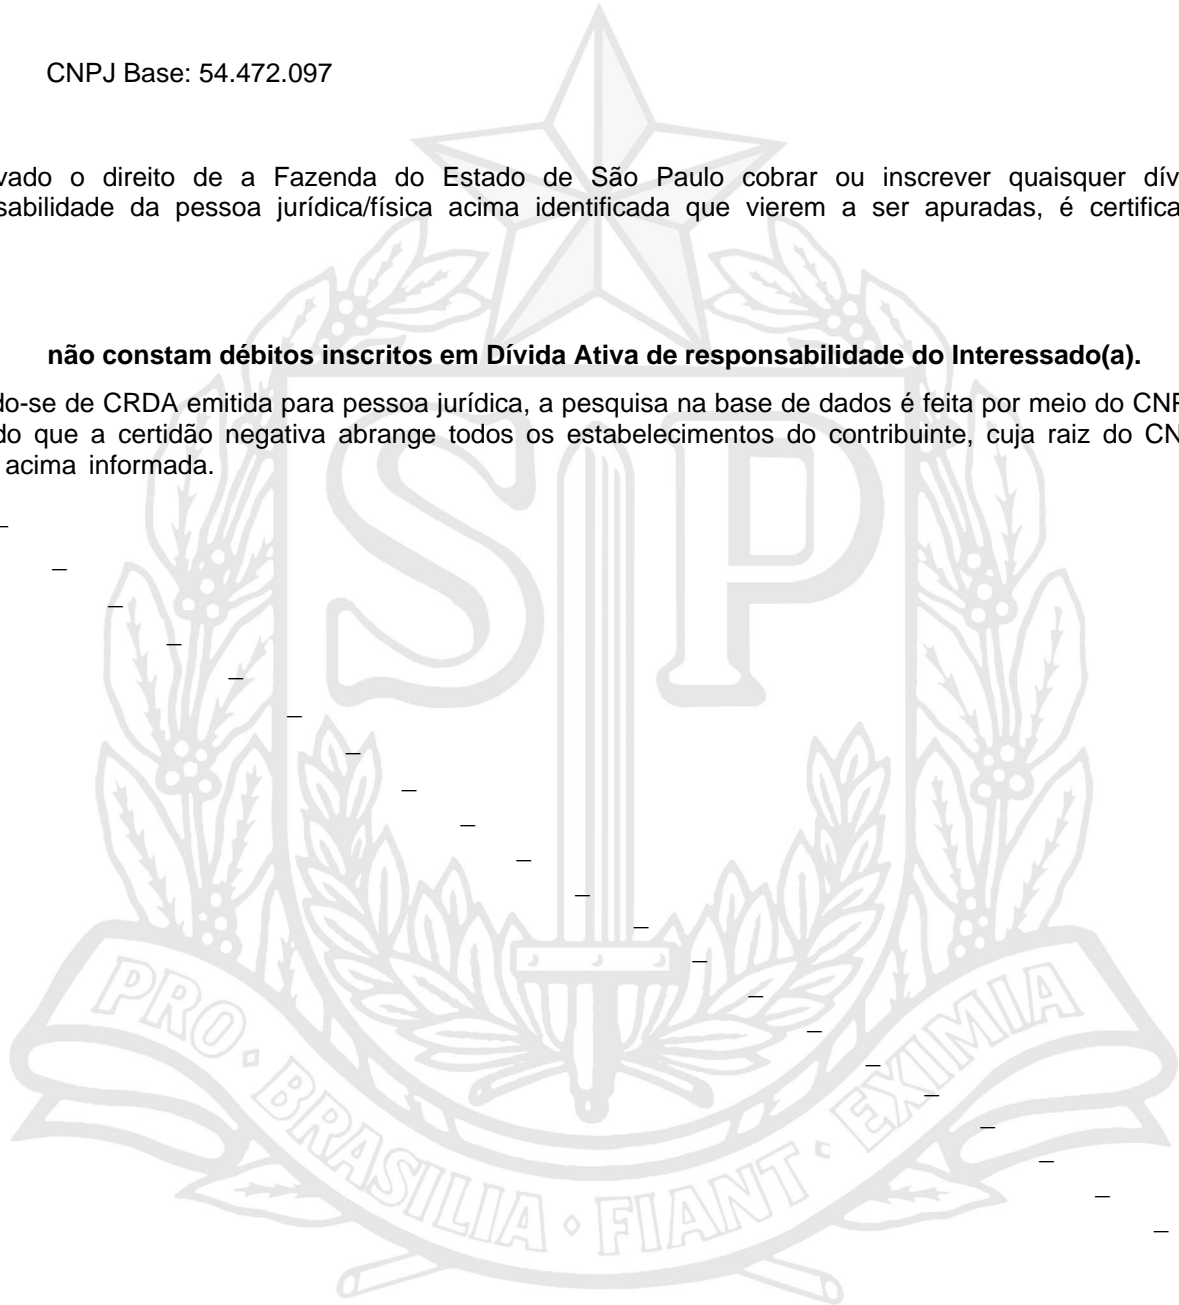 CNPJ Base: 54.472.097
vado o direito de a Fazenda do Estado de São Paulo cobrar ou inscrever quaisquer dív
sabilidade da pessoa jurídica/física acima identificada que vierem a ser apuradas, é certifica
não constam débitos inscritos em Dívida Ativa de responsabilidade do Interessado(a).
do-se de CRDA emitida para pessoa jurídica, a pesquisa na base de dados é feita por meio do CNP
do que a certidão negativa abrange todos os estabelecimentos do contribuinte, cuja raiz do CN
acima informada.
SP
PRO · BRASILIA · FIANT · EXIMIA